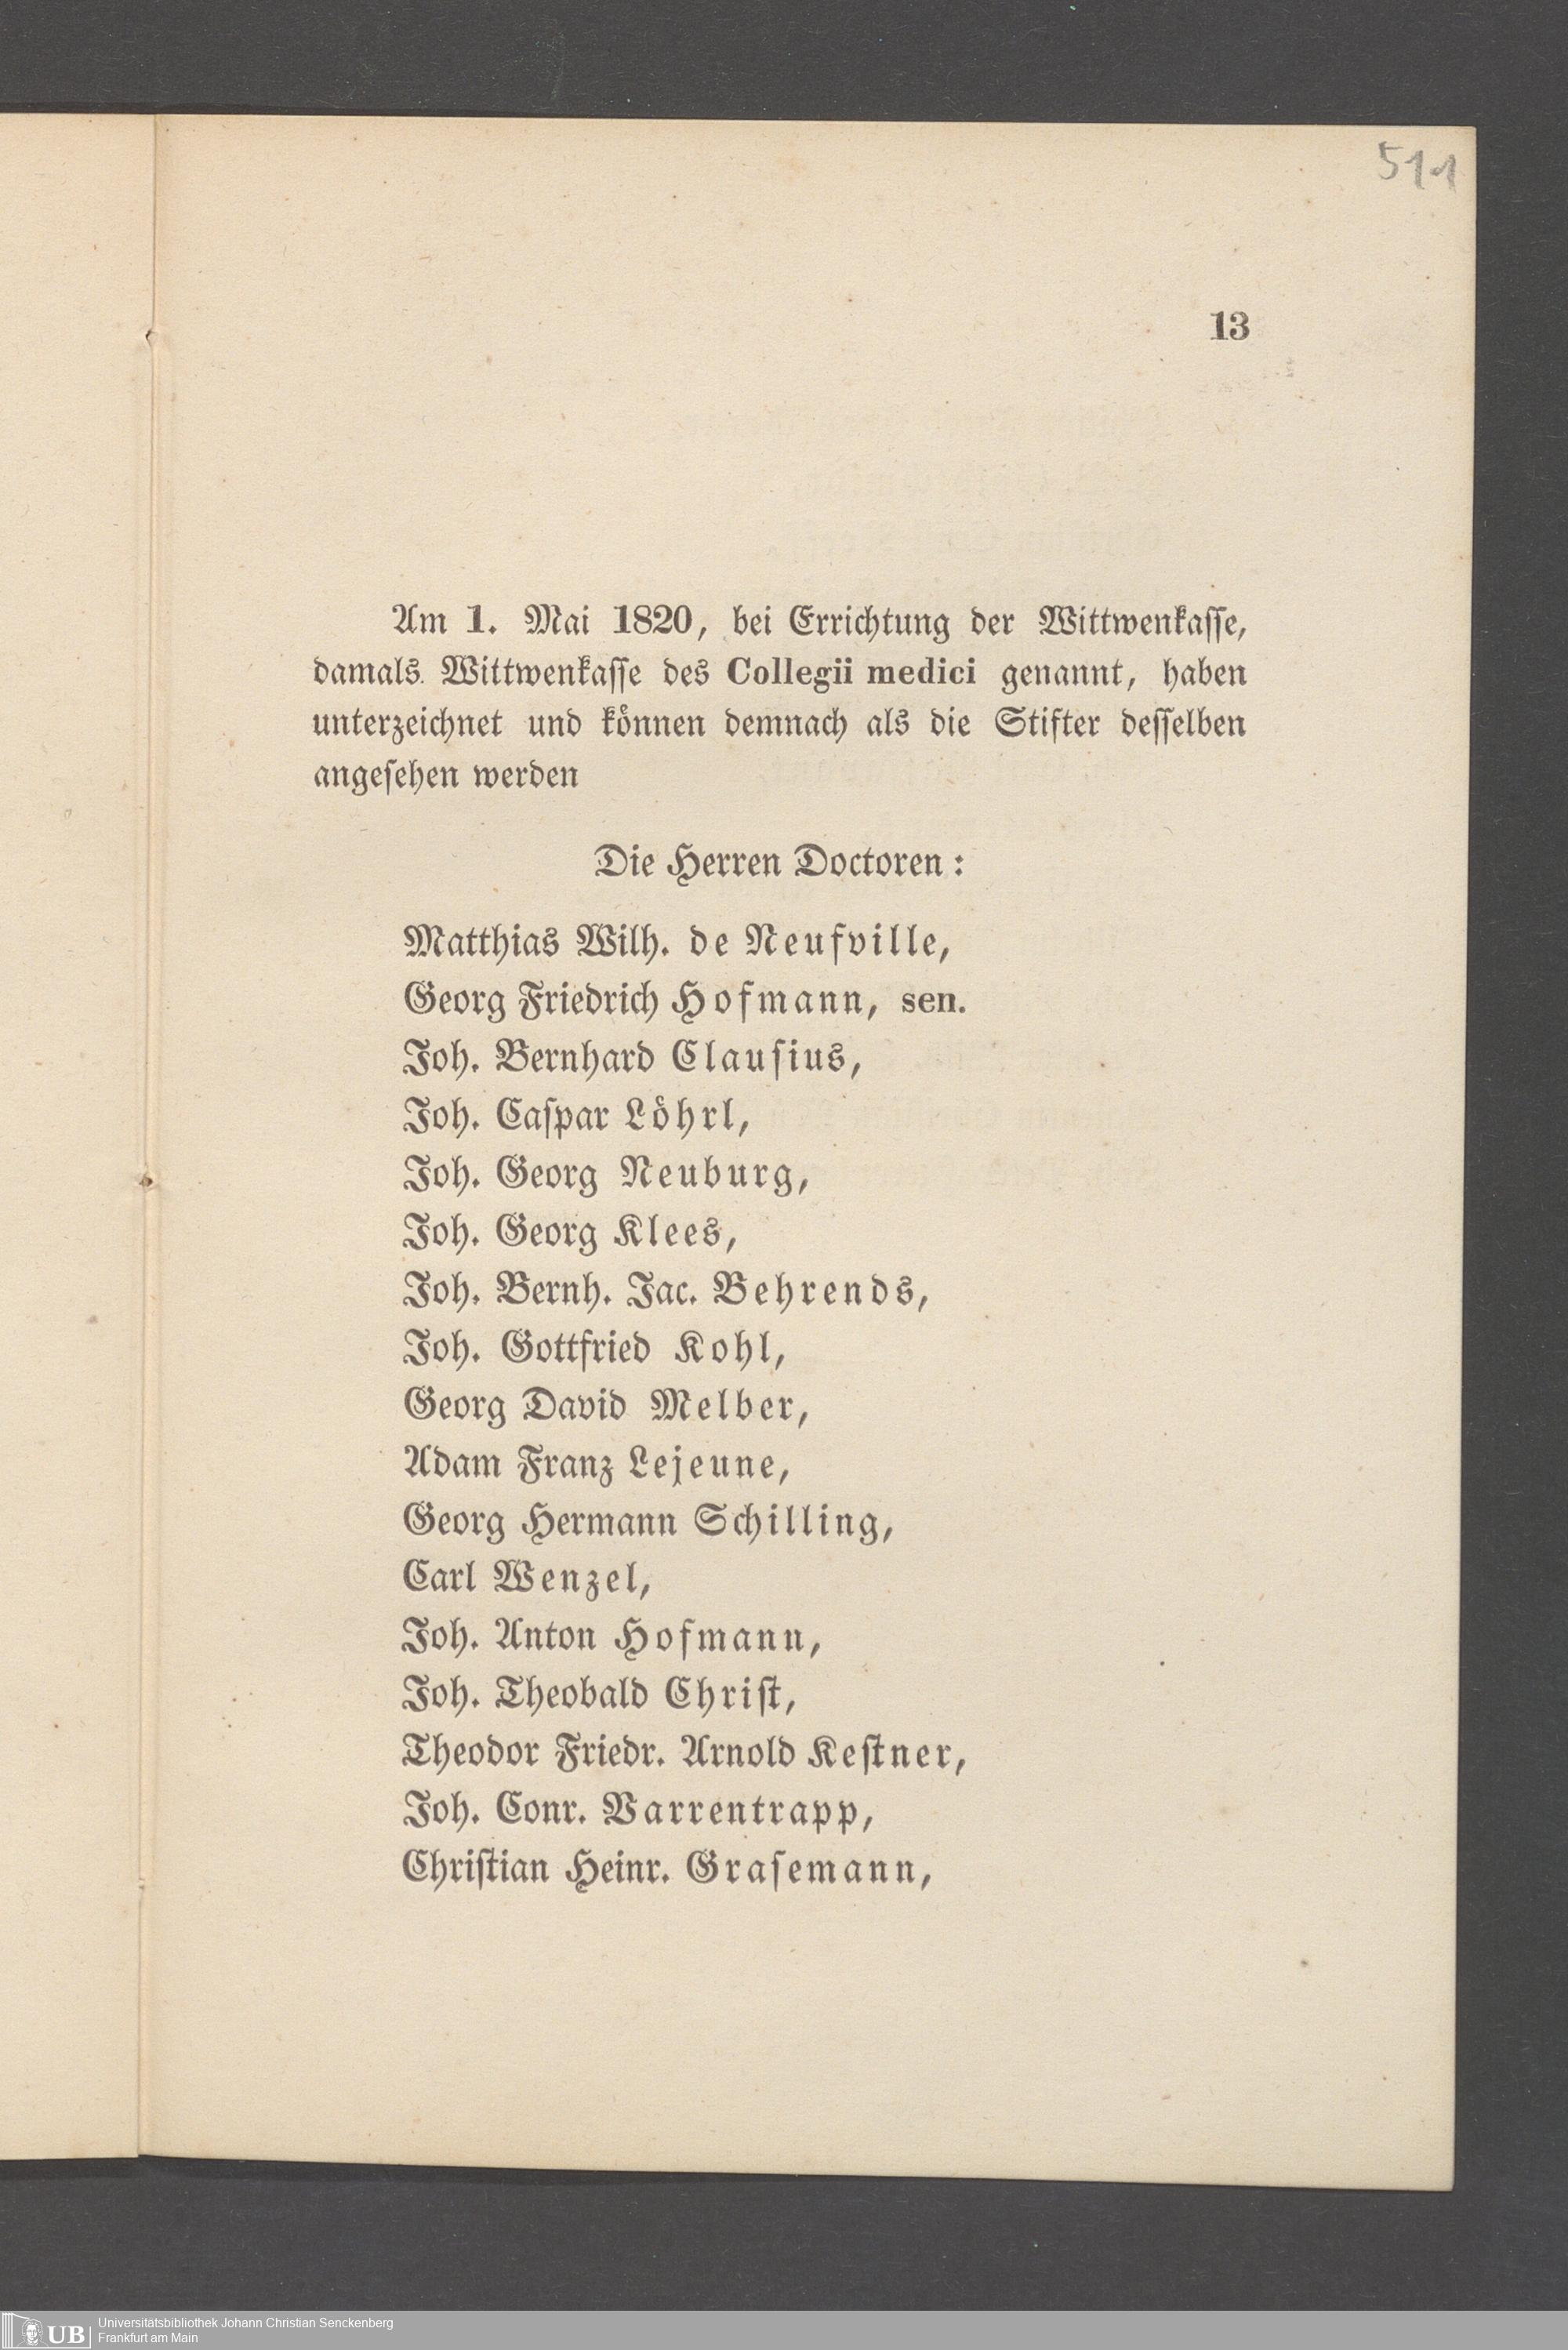 511
13
Am 1. Mai 1820, bei Errichtung der Wittwenkasse,
damals Wittwenkasse des Collegii medici genannt, haben
unterzeichnet und können demnach als die Stifter desselben
angesehen werden
Die Herren Doctoren:
Matthias Wilh. de Neufville,
Georg Friedrich Hofmann, sen.
Joh. Bernhard Clausius,
Joh. Caspar Löhrl,
Joh. Georg Neuburg,
Joh. Georg Klees,
Joh. Bernh. Jac. Behrends,
Joh. Gottfried Kohl,
Georg David Melber,
Adam Franz Lejeune,
Georg Hermann Schilling,
Carl Wenzel,
Joh. Anton Hofmann,
Joh. Theobald Christ,
Theodor Friedr. Arnold Kestner,
Joh. Conr. Varrentrapp,
Christian Heinr. Grasemann,
UB Universitätsbibliothek Johann Christian Senckenberg
Frankfurt am Main